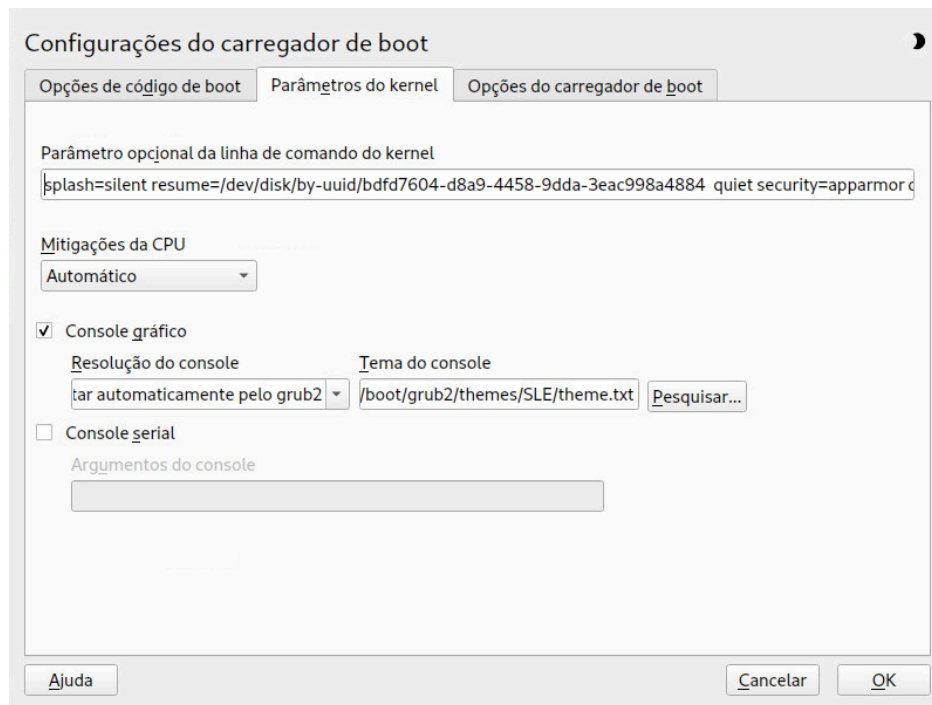 Configurações do carregador de boot
Opções de código de boot Parâmetros do kernel Opções do carregador de boot
Parâmetro opcional da linha de comando do kernel
splash=silent resume=/dev/disk/by-uuid/bdfd7604-d8a9-4458-9dda-3eac998a4884 quiet security=apparmor
Mitigações da CPU
Automático
Console gráfico
Resolução do console Tema do console
tar automaticamente pelo grub2 /boot/grub2/themes/SLE/theme.txt Pesquisar...
Console serial
Argumentos do console
Ajuda Cancelar OK